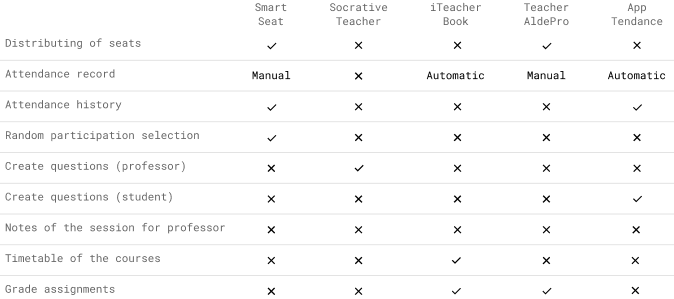 Smart Socrative iTeacher Teacher App
Seat Teacher Book AldePro Tendance
Distributing of seats ✓ ✕ ✕ ✓ ✕
Attendance record Manual ✕ Automatic Manual Automatic
Attendance history ✓ ✕ ✕ ✕ ✓
Random participation selection ✓ ✕ ✕ ✕ ✕
Create questions (professor) ✕ ✓ ✕ ✕ ✕
Create questions (student) ✕ ✕ ✕ ✕ ✓
Notes of the session for professor ✕ ✕ ✕ ✕ ✕
Timetable of the courses ✕ ✕ ✓ ✕ ✕
Grade assignments ✕ ✕ ✓ ✓ ✕